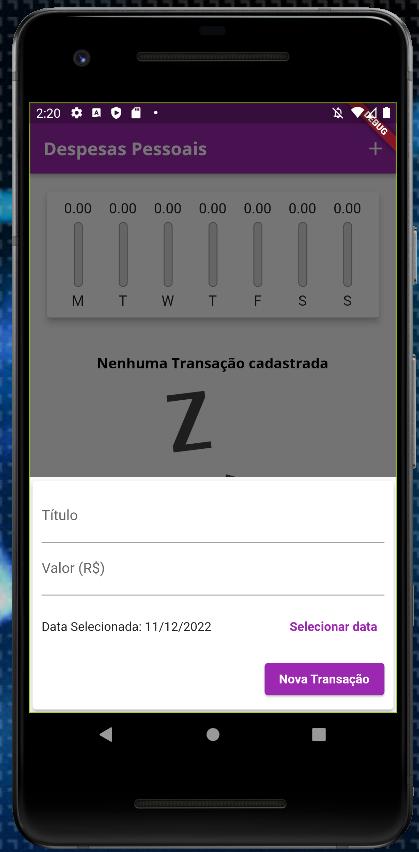 2:20
DEBUG
Despesas Pessoais +
0.00 0.00 0.00 0.00 0.00 0.00 0.00
M T W T F S S
Nenhuma Transação cadastrada
Z
Título
Valor (R$)
Data Selecionada: 11/12/2022 Selecionar data
Nova Transação